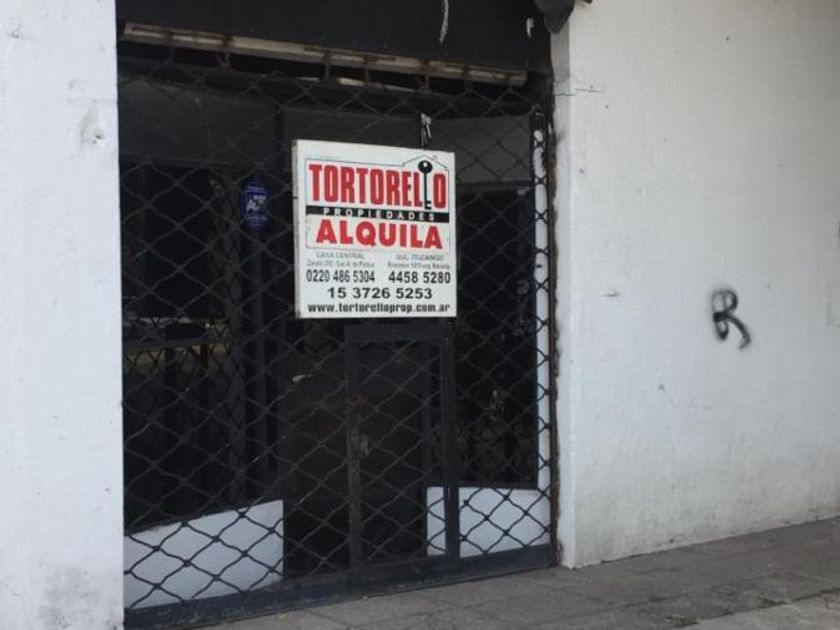 TORTORELLO
PROPIEDADES
ALQUILA
CASA CENTRAL SUC. ITUZAINGO
0220 486 5304 4458 5280
15 3726 5253
www.tortorelloprop.com.ar
R